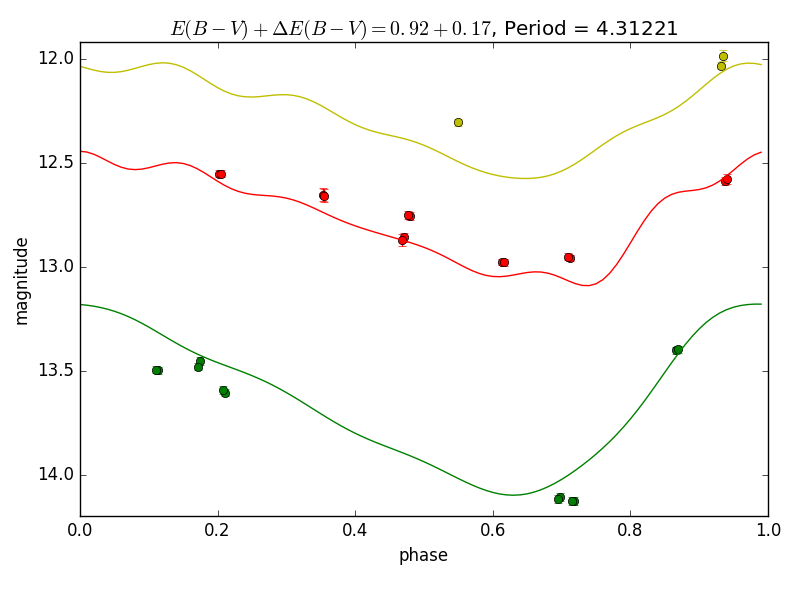 E(B − V) + ΔE(B − V) = 0.92 + 0.17, Period = 4.31221
12.0
12.5
13.0
13.5
14.0
magnitude
0.0 0.2 0.4 0.6 0.8 1.0
phase